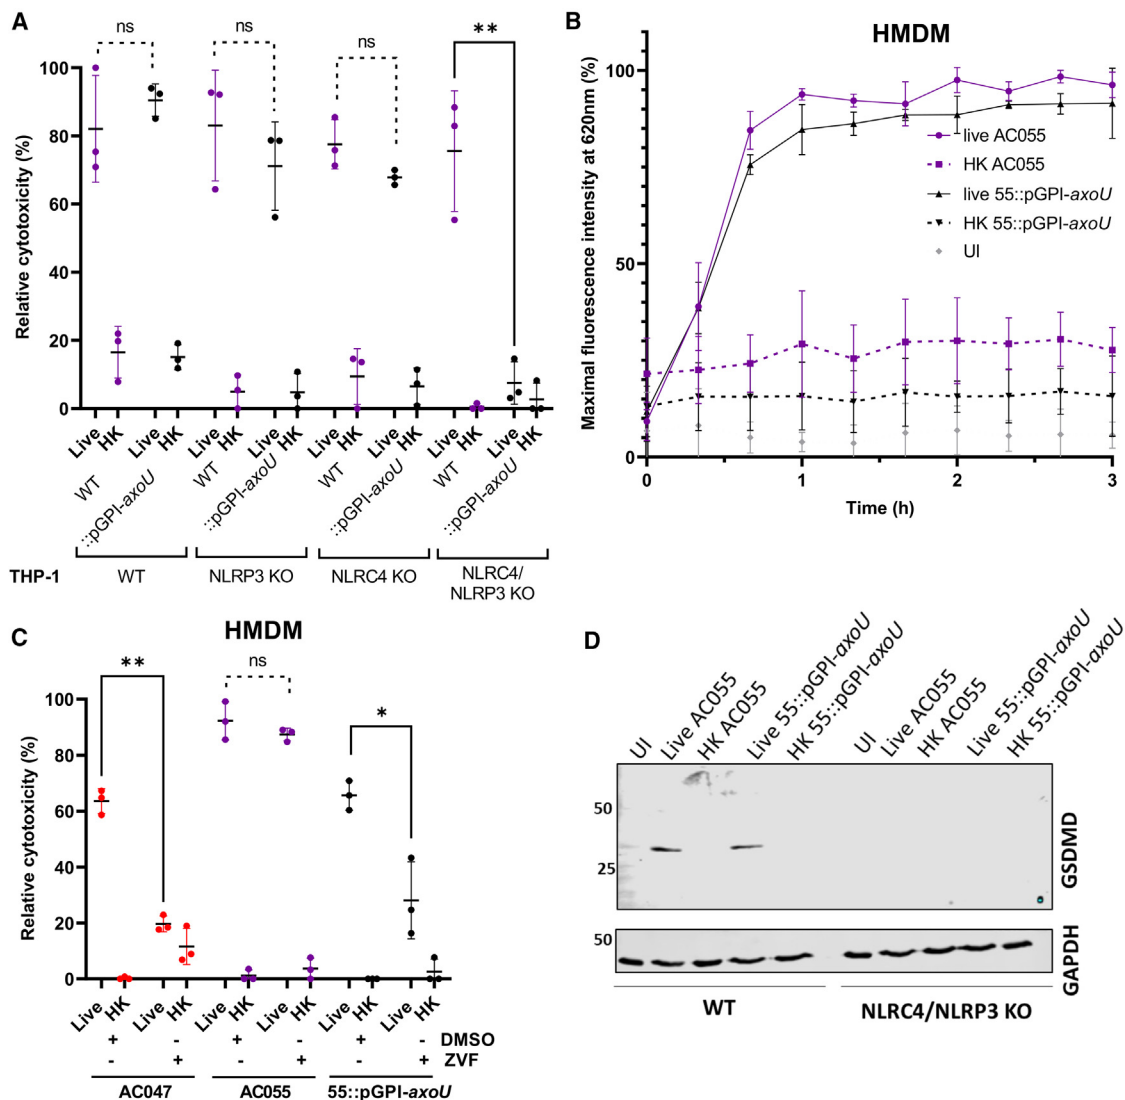 A
ns
ns
ns
**
Relative cytotoxicity (%)
100
80
60
40
20
0
Live HK Live HK Live HK Live HK Live HK Live HK Live HK Live HK
WT ::pGPI-axoU WT ::pGPI-axoU WT ::pGPI-axoU WT ::pGPI-axoU
THP-1 WT NLRP3 KO NLRC4 KO NLRC4/
NLRP3 KO
B
HMDM
Maximal fluorescence intensity at 620nm (%)
100
50
0
live AC055
HK AC055
live 55::pGPI-axoU
HK 55::pGPI-axoU
UI
0 1 2 3
Time (h)
C
HMDM
**
ns
*
Relative cytotoxicity (%)
100
80
60
40
20
0
Live HK Live HK Live HK Live HK Live HK Live HK
+ - + - + - DMSO
- + - + - + ZVF
AC047 AC055 55::pGPI-axoU
D
UI Live AC055 HK AC055 Live 55::pGPI-axoU HK 55::pGPI-axoU UI Live AC055 HK AC055 Live 55::pGPI-axoU HK 55::pGPI-axoU
50
25
GSDMD
50
GAPDH
WT NLRC4/NLRP3 KO